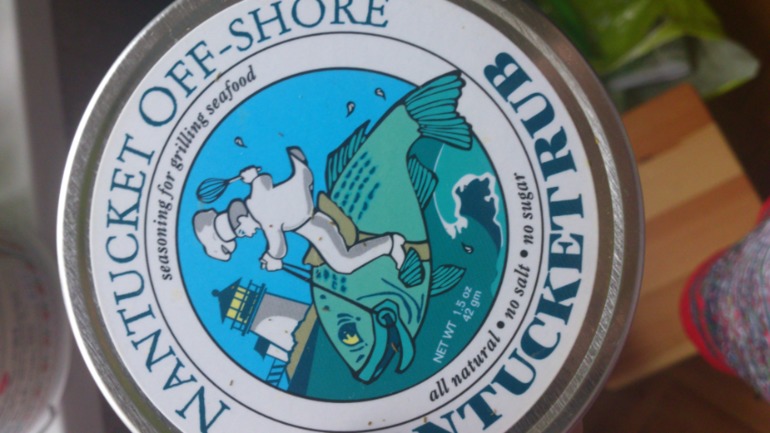 NANTUCKET OFF-SHORE
seasoning for grilling seafood
NET WT 1.5 oz
42 gm
all natural • no salt • no sugar
NTUCKETRUB